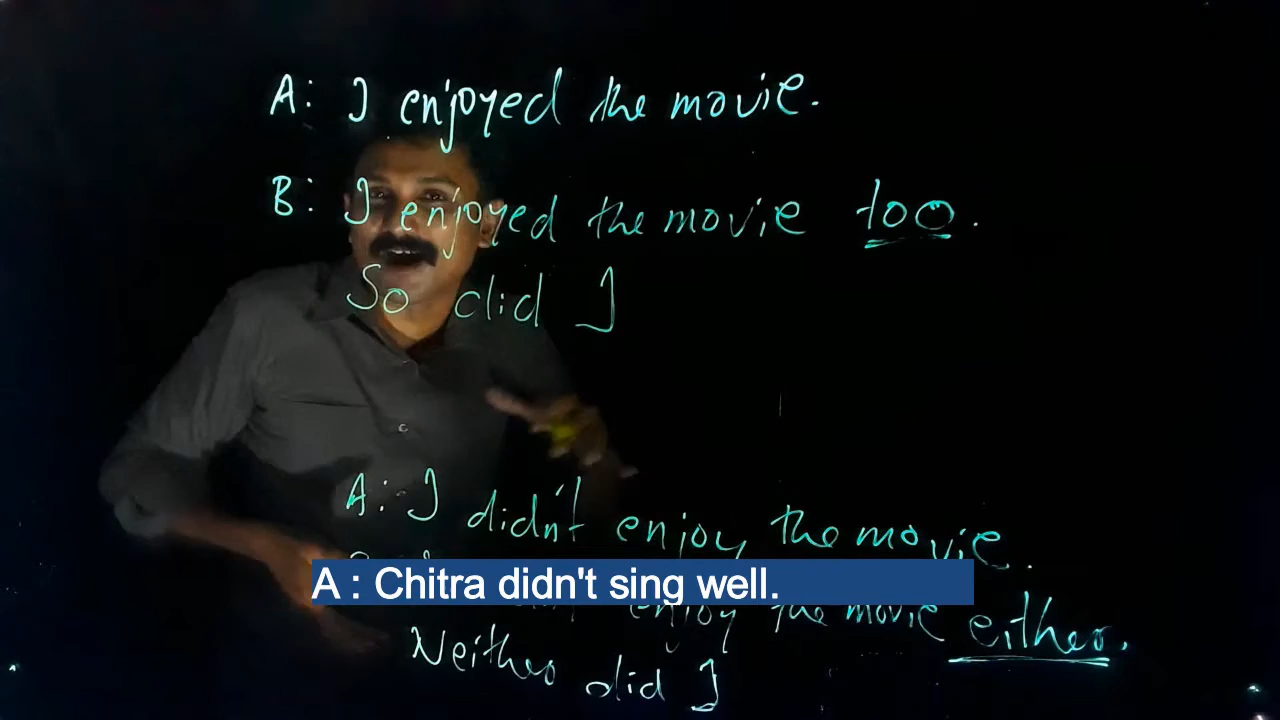 A: I enjoyed the movie.
B: I enjoyed the movie too.
So did I
A: I didn't enjoy the movie.
A : Chitra didn't sing well.
enjoy the movie either.
Neither did I